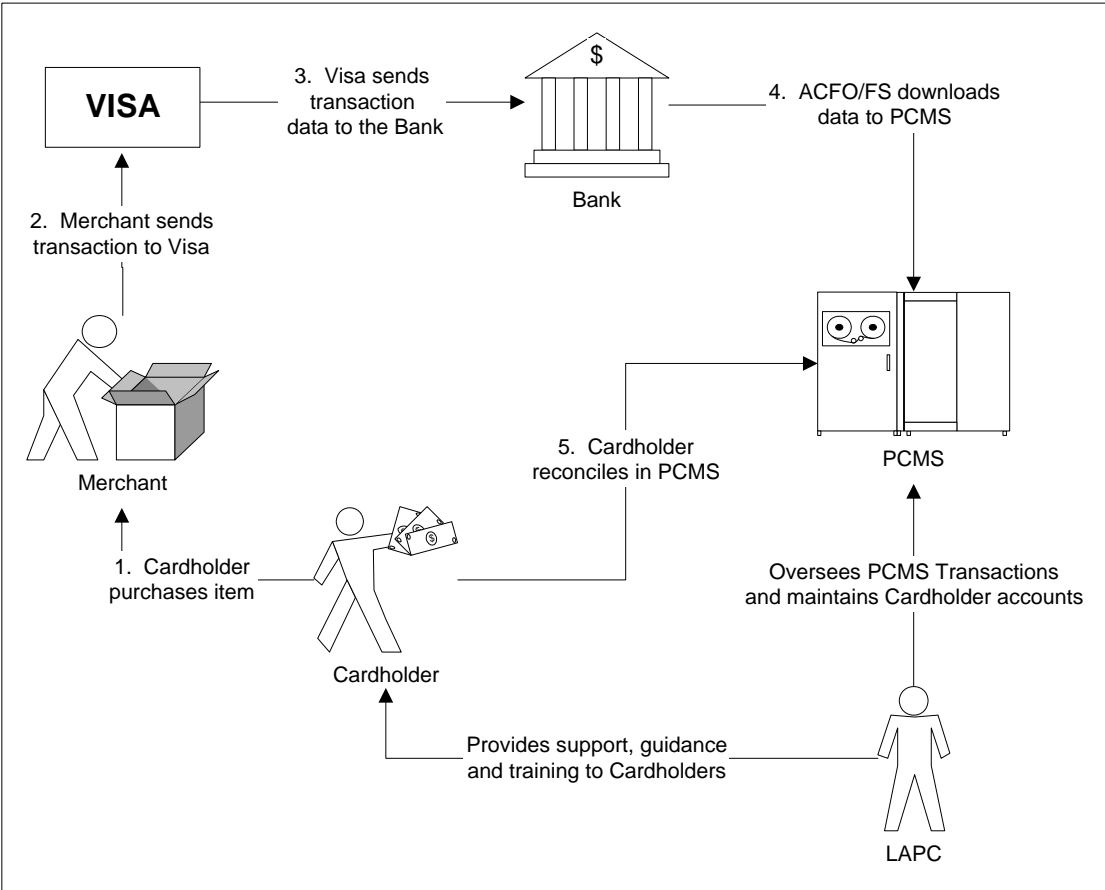 VISA
3. Visa sends
transaction
data to the Bank
$
Bank
4. ACFO/FS downloads
data to PCMS
2. Merchant sends
transaction to Visa
Merchant
PCMS
5. Cardholder
reconciles in PCMS
1. Cardholder
purchases item
$
$
Cardholder
Oversees PCMS Transactions
and maintains Cardholder accounts
Provides support, guidance
and training to Cardholders
LAPC